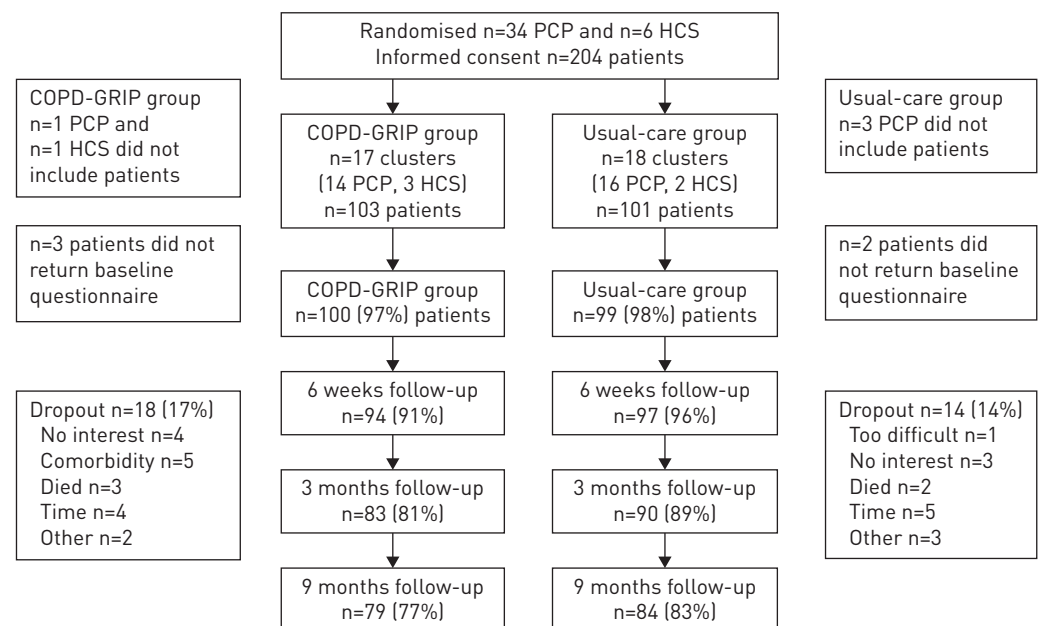 Randomised n=34 PCP and n=6 HCS
Informed consent n=204 patients
COPD-GRIP group
n=1 PCP and
n=1 HCS did not
include patients
COPD-GRIP group
n=17 clusters
(14 PCP, 3 HCS)
n=103 patients
Usual-care group
n=18 clusters
(16 PCP, 2 HCS)
n=101 patients
Usual-care group
n=3 PCP did not
include patients
n=3 patients did not
return baseline
questionnaire
COPD-GRIP group
n=100 (97%) patients
Usual-care group
n=99 (98%) patients
n=2 patients did
not return baseline
questionnaire
Dropout n=18 (17%)
No interest n=4
Comorbidity n=5
Died n=3
Time n=4
Other n=2
6 weeks follow-up
n=94 (91%)
6 weeks follow-up
n=97 (96%)
3 months follow-up
n=83 (81%)
3 months follow-up
n=90 (89%)
9 months follow-up
n=79 (77%)
9 months follow-up
n=84 (83%)
Dropout n=14 (14%)
Too difficult n=1
No interest n=3
Died n=2
Time n=5
Other n=3